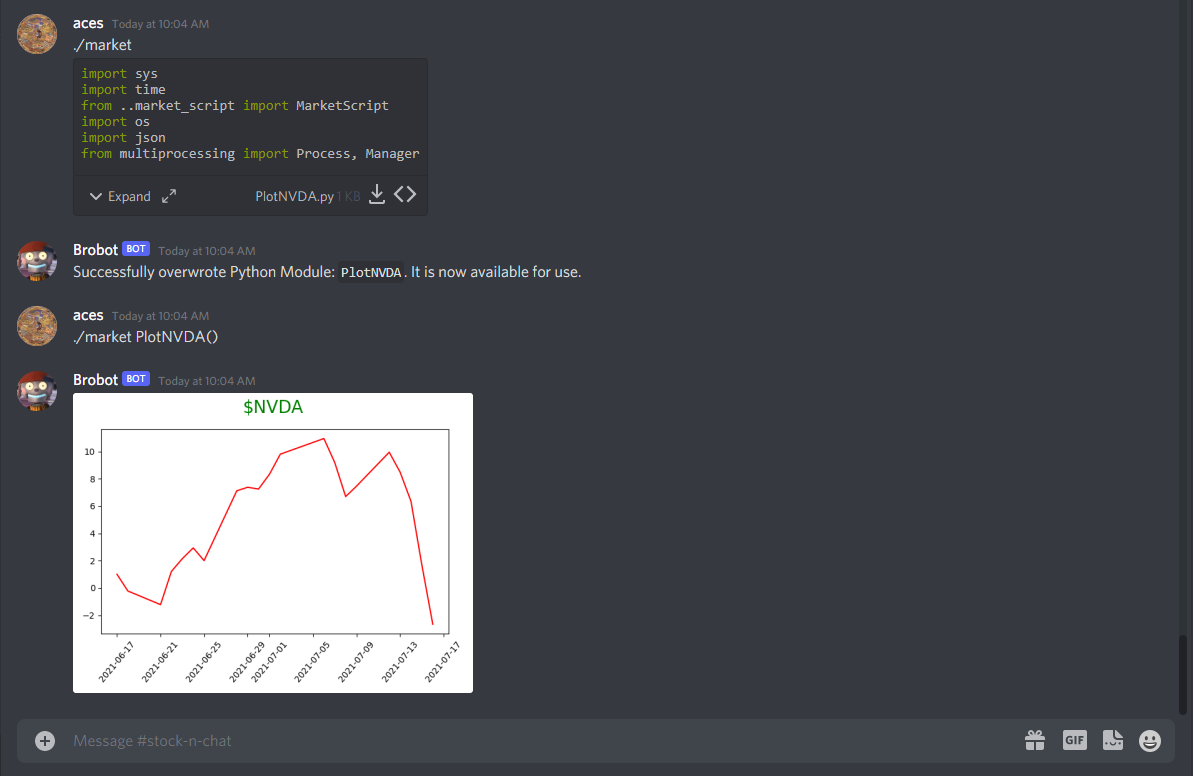 aces Today at 10:04 AM
./market
import sys
import time
from ..market_script import MarketScript
import os
import json
from multiprocessing import Process, Manager
Expand PlotNVDA.py 1 KB
Brobot BOT Today at 10:04 AM
Successfully overwrote Python Module: PlotNVDA. It is now available for use.
aces Today at 10:04 AM
./market PlotNVDA()
Brobot BOT Today at 10:04 AM
$NVDA
10
8
6
4
2
0
−2
2021-06-17 2021-06-21 2021-06-25 2021-06-29 2021-07-01 2021-07-05 2021-07-09 2021-07-13 2021-07-17
Message #stock-n-chat GIF